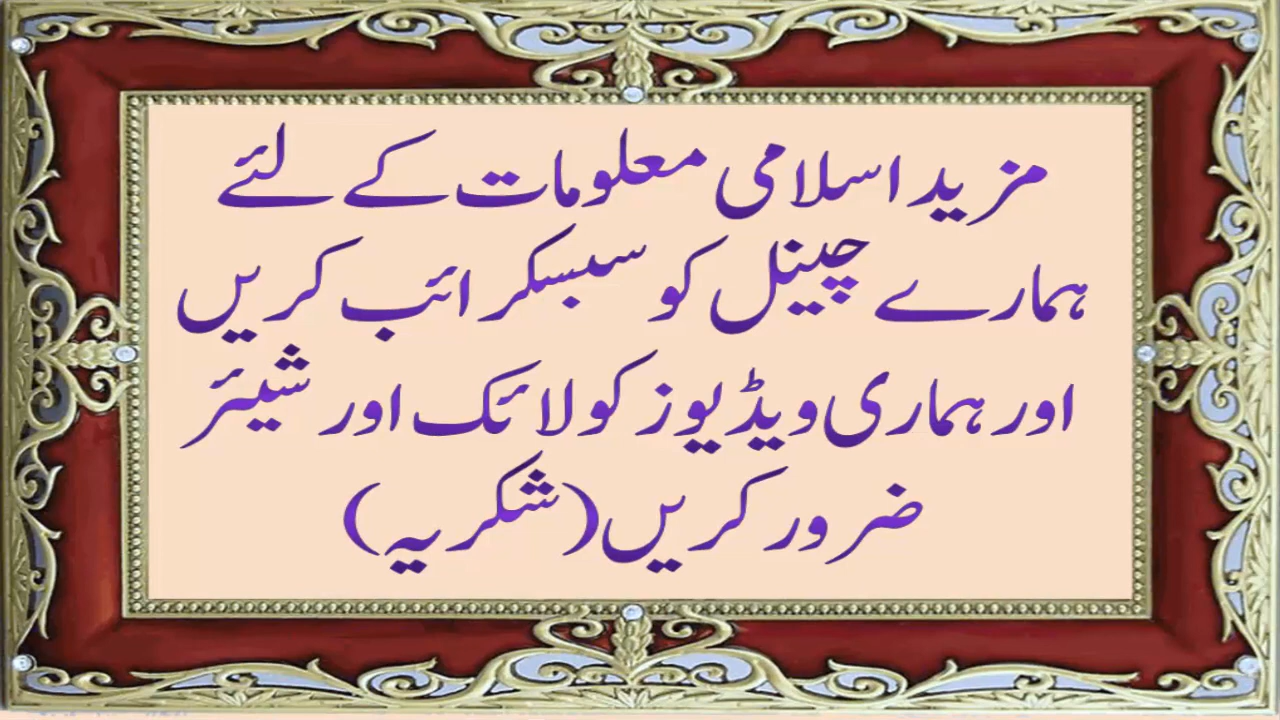 مزید اسلامی معلومات کے لئے
ہمارے چینل کو سبسکرائب کریں
اور ہماری ویڈیوز کو لائک اور شیئر
ضرور کریں (شکریہ)